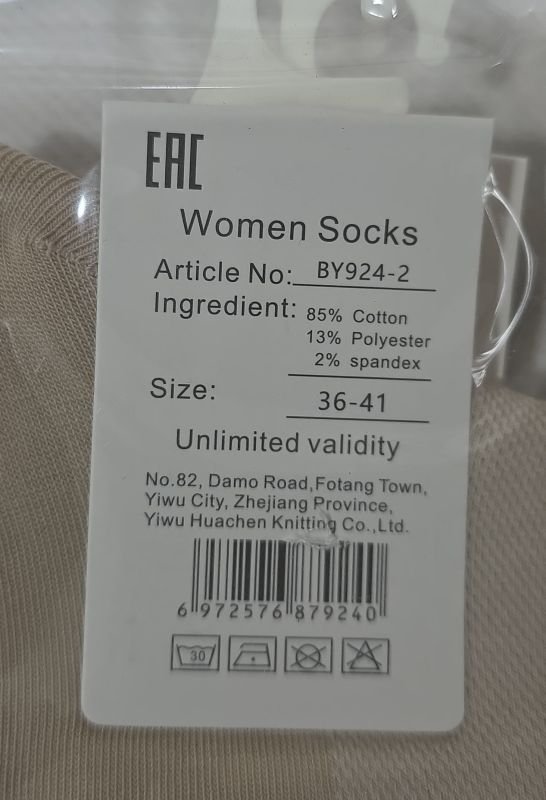 EAC
Women Socks
Article No: BY924-2
Ingredient: 85% Cotton
13% Polyester
2% spandex
Size: 36-41
Unlimited validity
No.82, Damo Road,Fotang Town,
Yiwu City, Zhejiang Province,
Yiwu Huachen Knitting Co.,Ltd.
6 972576 879240
30